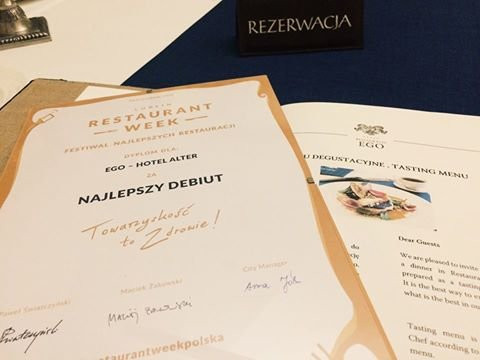 REZERWACJA
LUBLIN
RESTAURANT
WEEK
FESTIWAL NAJLEPSZYCH RESTAURACJI
DYPLOM DLA:
EGO – HOTEL ALTER
ZA
NAJLEPSZY DEBIUT
Towarzyskość
to Zdrowie!
Maciek Żakowski
City Manager
restaurantweekpolska
EGO
DEGUSTACYJNE . TASTING MENU
Dear Guests
We are pleased to invite
a dinner in Restaura
prepared as a tasting
It is the best way to e
what is the best in ou
Tasting menu is
Chef according to
menu